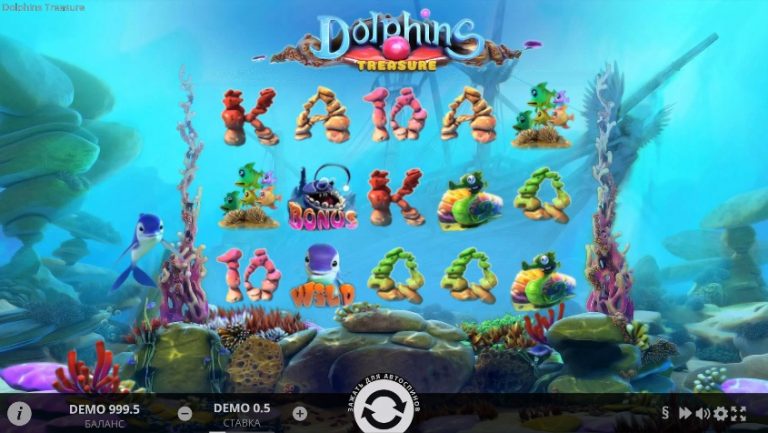 Dolphins Treasure
Dolphins
TREASURE
K A 10 A
BONUS K Q
10 WILD Q Q
ЗАЖАТЬ ДЛЯ АВТОСПИНОВ
DEMO 999.5
БАЛАНС
DEMO 0.5
СТАВКА